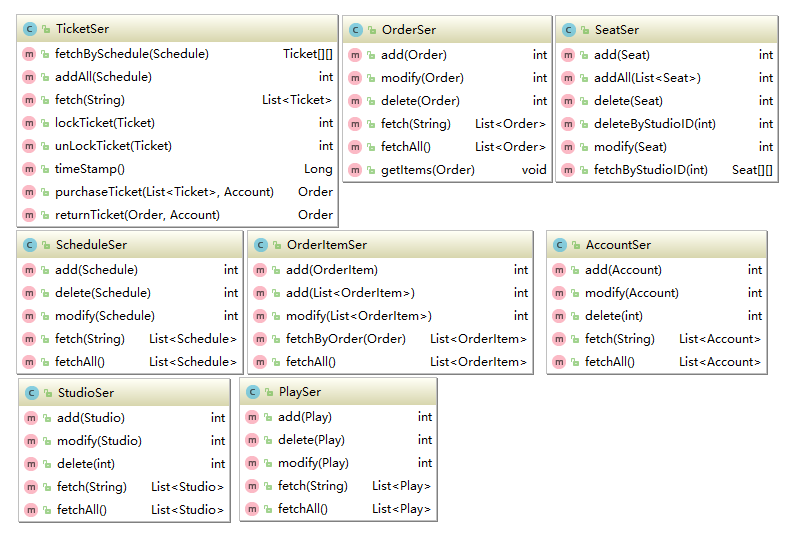 TicketSer
fetchBySchedule(Schedule) Ticket[][]
addAll(Schedule) int
fetch(String) List<Ticket>
lockTicket(Ticket) int
unLockTicket(Ticket) int
timeStamp() Long
purchaseTicket(List<Ticket>, Account) Order
returnTicket(Order, Account) Order
OrderSer
add(Order) int
modify(Order) int
delete(Order) int
fetch(String) List<Order>
fetchAll() List<Order>
getItems(Order) void
SeatSer
add(Seat) int
addAll(List<Seat>) int
delete(Seat) int
deleteByStudioID(int) int
modify(Seat) int
fetchByStudioID(int) Seat[][]
ScheduleSer
add(Schedule) int
delete(Schedule) int
modify(Schedule) int
fetch(String) List<Schedule>
fetchAll() List<Schedule>
OrderItemSer
add(OrderItem) int
add(List<OrderItem>) int
modify(List<OrderItem>) int
fetchByOrder(Order) List<OrderItem>
fetchAll() List<OrderItem>
AccountSer
add(Account) int
modify(Account) int
delete(int) int
fetch(String) List<Account>
fetchAll() List<Account>
StudioSer
add(Studio) int
modify(Studio) int
delete(int) int
fetch(String) List<Studio>
fetchAll() List<Studio>
PlaySer
add(Play) int
delete(Play) int
modify(Play) int
fetch(String) List<Play>
fetchAll() List<Play>